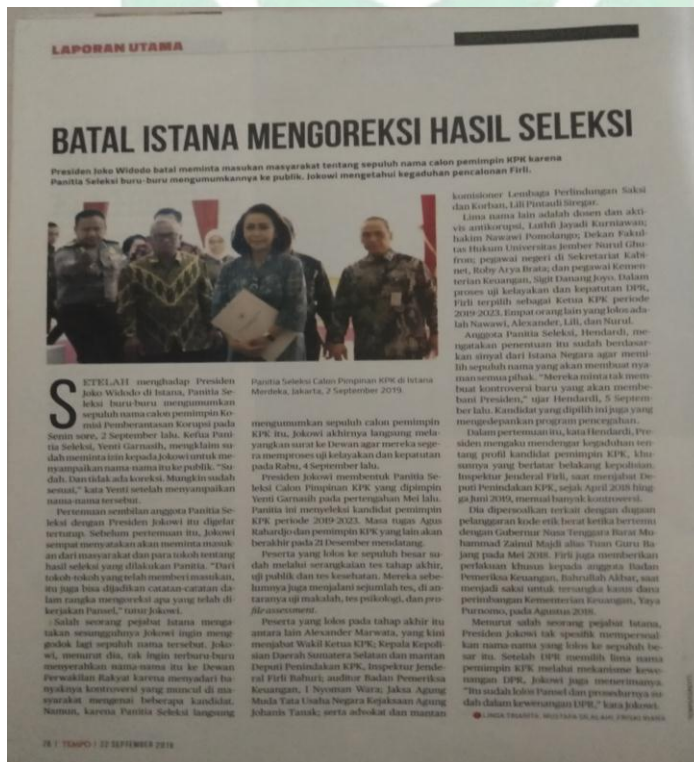 LAPORAN UTAMA
BATAL ISTANA MENGOREKSI HASIL SELEKSI
Presiden Joko Widodo batal meminta masukan masyarakat tentang sepuluh nama calon pemimpin KPK karena
Panitia Seleksi buru-buru mengumumkannya ke publik. Jokowi mengetahui kegaduhan pencalonan Firli.
SETELAH menghadap Presiden
Joko Widodo di Istana, Panitia Se-
leksi buru-buru mengumumkan
sepuluh nama calon pemimpin Ko-
misi Pemberantasan Korupsi pada
Senin sore, 2 September lalu. Ketua Pani-
tia Seleksi, Yenti Garnasih, mengklaim su-
dah meminta izin kepada Jokowi untuk me-
nyampaikan nama-nama itu ke publik. "Su-
dah. Dan tidak ada koreksi. Mungkin sudah
sesuai," kata Yenti setelah menyampaikan
nama-nama tersebut.
Pertemuan sembilan anggota Panitia Se-
leksi dengan Presiden Jokowi itu digelar
tertutup. Sebelum pertemuan itu, Jokowi
sempat menyatakan akan meminta masuk-
an dari masyarakat dan para tokoh tentang
hasil seleksi yang dilakukan Panitia. "Dari
tokoh-tokoh yang telah memberi masukan,
itu juga bisa dijadikan catatan-catatan da-
lam rangka mengoreksi apa yang telah di-
kerjakan Pansel," tutur Jokowi.
Salah seorang pejabat Istana menga-
takan sesungguhnya Jokowi ingin meng-
godok lagi sepuluh nama tersebut. Joko-
wi, menurut dia, tak ingin terburu-buru
menyerahkan nama-nama itu ke Dewan
Perwakilan Rakyat karena menyadari ba-
nyaknya kontroversi yang muncul di ma-
syarakat mengenai beberapa kandidat.
Namun, karena Panitia Seleksi langsung
Panitia Seleksi Calon Pimpinan KPK di Istana
Merdeka, Jakarta, 2 September 2019.
mengumumkan sepuluh calon pemimpin
KPK itu, Jokowi akhirnya langsung mela-
yangkan surat ke Dewan agar mereka sege-
ra memproses uji kelayakan dan kepatutan
pada Rabu, 4 September lalu.
Presiden Jokowi membentuk Panitia Se-
leksi Calon Pemimpin KPK yang dipimpin
Yenti Garnasih pada pertengahan Mei lalu.
Panitia ini menyeleksi kandidat pemimpin
KPK periode 2019-2023. Masa tugas Agus
Rahardjo dan pemimpin KPK yang lain akan
berakhir pada 21 Desember mendatang.
Peserta yang lolos ke sepuluh besar su-
dah melalui serangkaian tes tahap akhir,
uji publik dan tes kesehatan. Mereka sebe-
lumnya juga menjalani sejumlah tes, di an-
taranya uji makalah, tes psikologi, dan pro-
file assessment.
Peserta yang lolos pada tahap akhir itu
antara lain Alexander Marwata, yang kini
menjabat Wakil Ketua KPK; Kepala Kepoli-
sian Daerah Sumatera Selatan dan mantan
Deputi Penindakan KPK, Inspektur Jende-
ral Firli Bahuri; auditor Badan Pemeriksa
Keuangan, I Nyoman Wara; Jaksa Agung
Muda Tata Usaha Negara Kejaksaan Agung
Johanis Tanak; serta advokat dan mantan
komisioner Lembaga Perlindungan Saksi
dan Korban, Lili Pintauli Siregar.
Lima nama lain adalah dosen dan akti-
vis antikorupsi, Luthfi Jayadi Kurniawan;
hakim Nawawi Pomolango; Dekan Fakul-
tas Hukum Universitas Jember Nurul Ghu-
fron; pegawai negeri di Sekretariat Kabi-
net, Roby Arya Brata; dan pegawai Kemen-
terian Keuangan, Sigit Danang Joyo. Dalam
proses uji kelayakan dan kepatutan DPR,
Firli terpilih sebagai Ketua KPK periode
2019-2023. Empat orang lain yang lolos ada-
lah Nawawi, Alexander, Lili, dan Nurul.
Anggota Panitia Seleksi, Hendardi, me-
ngatakan penentuan itu sudah berdasar-
kan sinyal dari Istana Negara agar memi-
lih sepuluh nama yang akan membuat nya-
man semua pihak. "Mereka minta tak mem-
buat kontroversi baru yang akan membe-
bani Presiden," ujar Hendardi, 5 Septem-
ber lalu. Kandidat yang dipilih ini juga yang
mengedepankan program pencegahan.
Dalam pertemuan itu, kata Hendardi, Pre-
siden mengaku mendengar kegaduhan ten-
tang profil kandidat pemimpin KPK, khu-
susnya yang berlatar belakang kepolisian.
Inspektur Jenderal Firli, saat menjabat De-
puti Penindakan KPK, sejak April 2018 hing-
ga Juni 2019, menuai banyak kontroversi.
Dia dipersoalkan terkait dengan dugaan
pelanggaran kode etik berat ketika bertemu
dengan Gubernur Nusa Tenggara Barat Mu-
hammad Zainul Majdi alias Tuan Guru Ba-
jang pada Mei 2018. Firli juga memberikan
perlakuan khusus kepada anggota Badan
Pemeriksa Keuangan, Bahrullah Akbar, saat
menjadi saksi untuk tersangka kasus dana
perimbangan Kementerian Keuangan, Yaya
Purnomo, pada Agustus 2018.
Menurut salah seorang pejabat Istana,
Presiden Jokowi tak spesifik mempersoal-
kan nama-nama yang lolos ke sepuluh be-
sar itu. Setelah DPR memilih lima nama
pemimpin KPK melalui mekanisme kewe-
nangan DPR, Jokowi juga menerimanya.
"Itu sudah lolos Pansel dan prosedurnya su-
dah dalam kewenangan DPR," kata Jokowi.
LINDA TRIANITA, MUSTAFA SILALAHI,
| TEMPO | 22 SEPTEMBER 2019